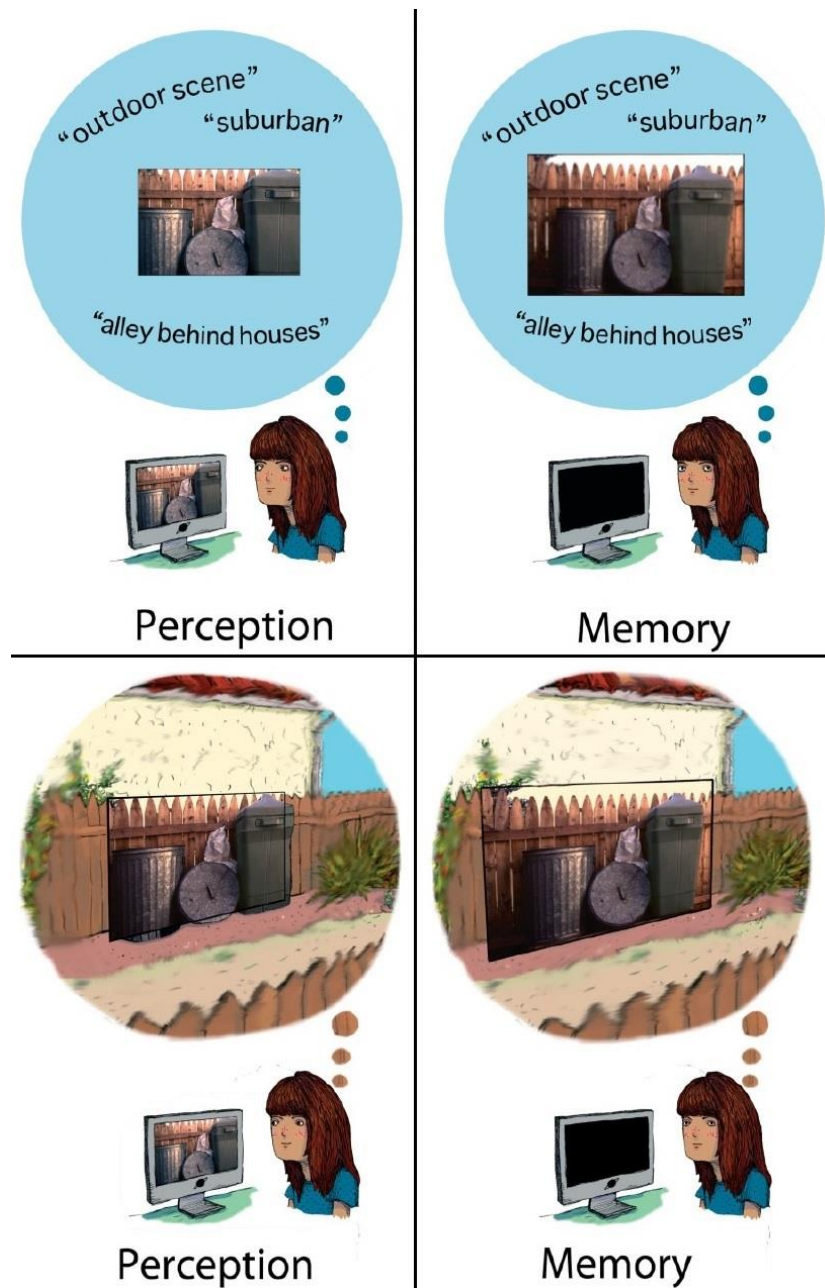 “outdoor scene”
“suburban”
“alley behind houses”
Perception
“outdoor scene”
“suburban”
“alley behind houses”
Memory
Perception
Memory